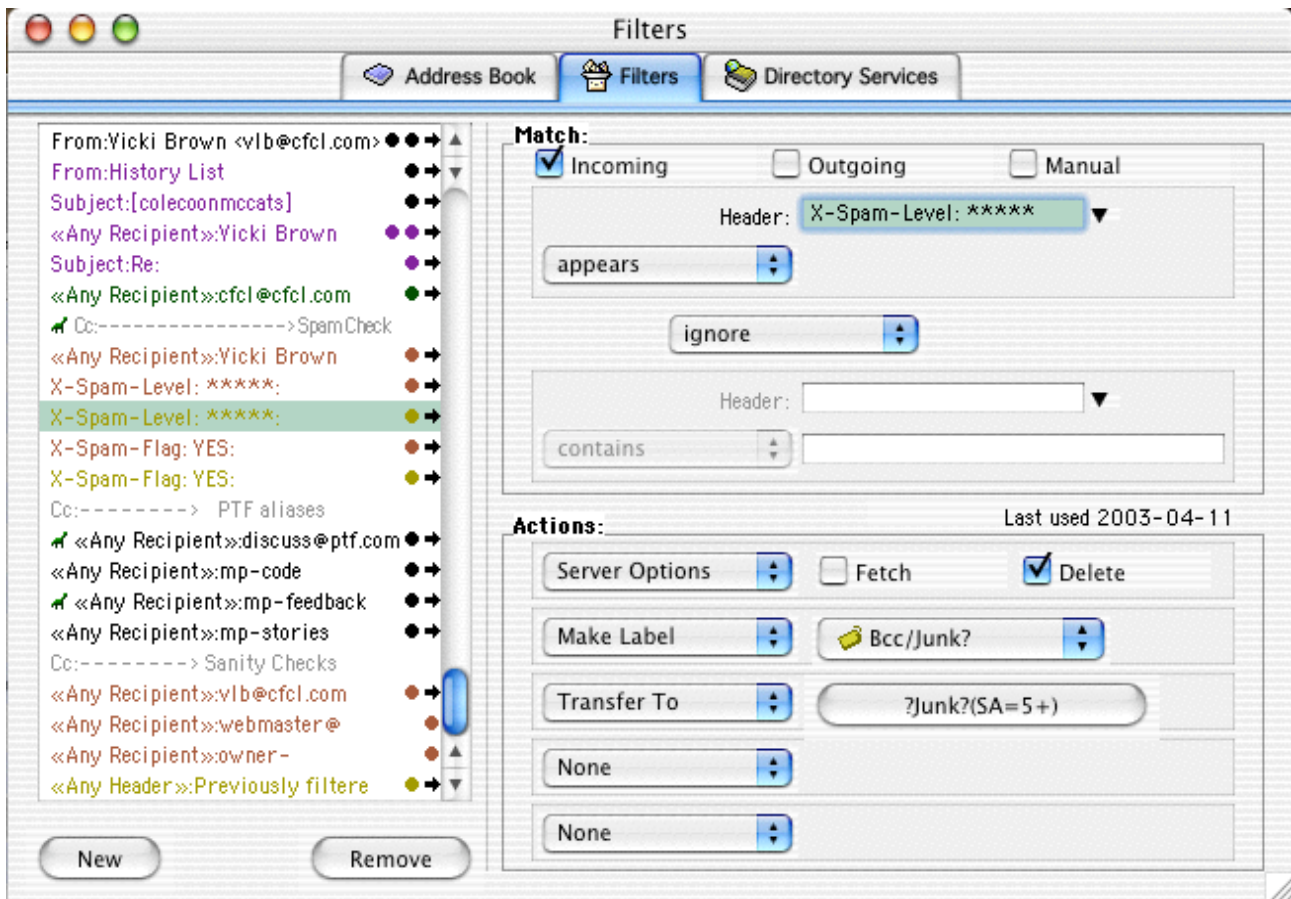 Filters
Address Book Filters Directory Services
From:Vicki Brown <vlb@cfcl.com>
From:History List
Subject:[colecoonmccats]
«Any Recipient»:Vicki Brown
Subject:Re:
«Any Recipient»:cfcl@cfcl.com
Cc:---------------->SpamCheck
«Any Recipient»:Vicki Brown
X-Spam-Level: *****:
X-Spam-Level: *****:
X-Spam-Flag: YES:
X-Spam-Flag: YES:
Cc:--------> PTF aliases
«Any Recipient»:discuss@ptf.com
«Any Recipient»:mp-code
«Any Recipient»:mp-feedback
«Any Recipient»:mp-stories
Cc:--------> Sanity Checks
«Any Recipient»:vlb@cfcl.com
«Any Recipient»:webmaster@
«Any Recipient»:owner-
«Any Header»:Previously filtere
New Remove
Match:
Incoming Outgoing Manual
Header: X-Spam-Level: *****
appears
ignore
Header:
contains
Last used 2003-04-11
Actions:
Server Options Fetch Delete
Make Label Bcc/Junk?
Transfer To ?Junk?(SA=5+)
None
None